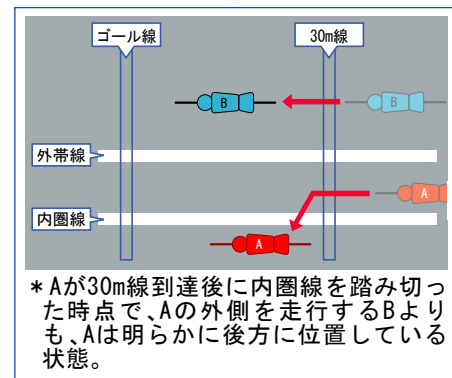 ゴール線
30m線
B
B
外帯線
A
内圏線
A
＊Aが30m線到達後に内圏線を踏み切っ
た時点で、Aの外側を走行するBより
も、Aは明らかに後方に位置している
状態。